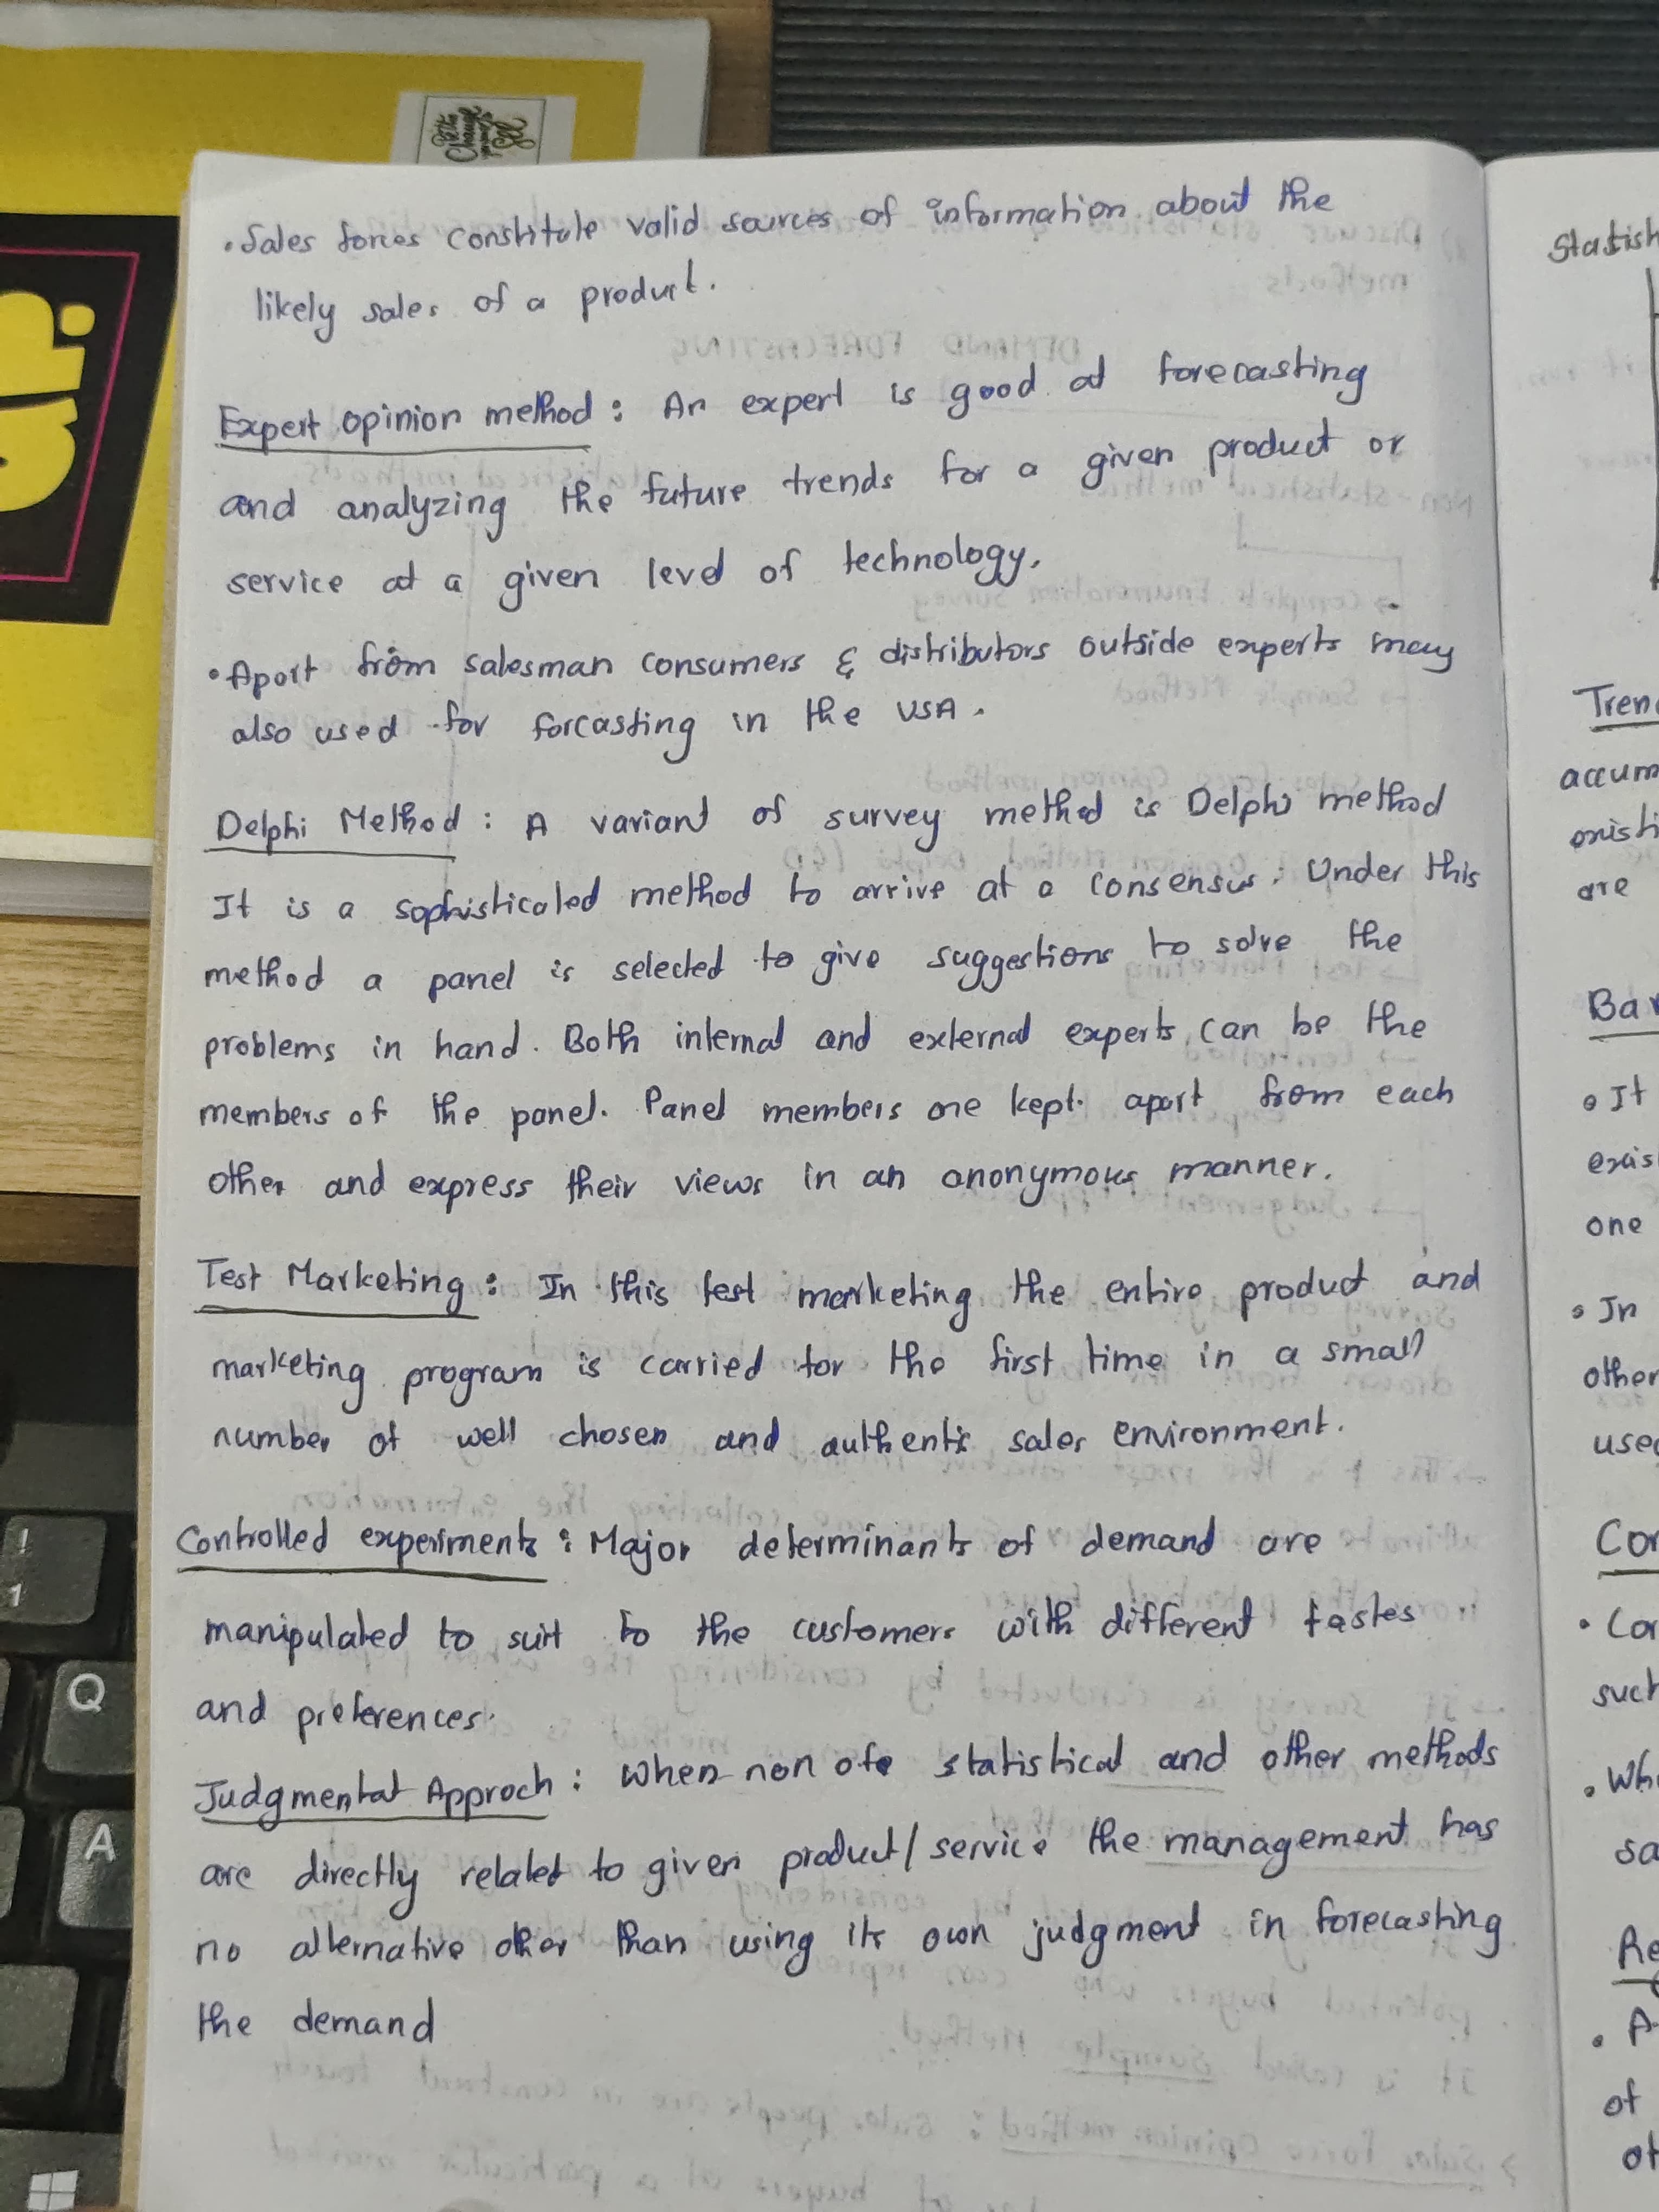 Be the
Change
you want to
See
• Sales forces constitute valid sources of information about the
likely sales of a product.
Expert opinion method : An expert is good at forecasting
and analyzing the future trends for a given product or
service at a given level of technology.
• Apart from salesman consumers & distributors outside experts may
also used for forcasting in the USA.
Delphi Method : A variant of survey method is Delphi method
It is a sophisticated method to arrive at a consensus. Under this
method a panel is selected to give suggestions to solve the
problems in hand. Both internal and external experts can be the
members of the panel. Panel members are kept apart from each
other and express their views in an anonymous manner.
Test Marketing : In this test marketing the entire product and
marketing program is carried for the first time in a small
number of well chosen and authentic sales environment.
Controlled experiments : Major determinants of demand are
manipulated to suit to the customers with different tastes
and preferences.
Judgmental Approch : When non of statistical and other methods
are directly related to given product/service the management has
no alternative other than using its own judgment in forecasting
the demand
Tren
accum
existi
are
Ba
• It
exis
one
• In
other
use
Co
• Co
such
• Wh
sa
Re
• A
of
!
1
Q
A